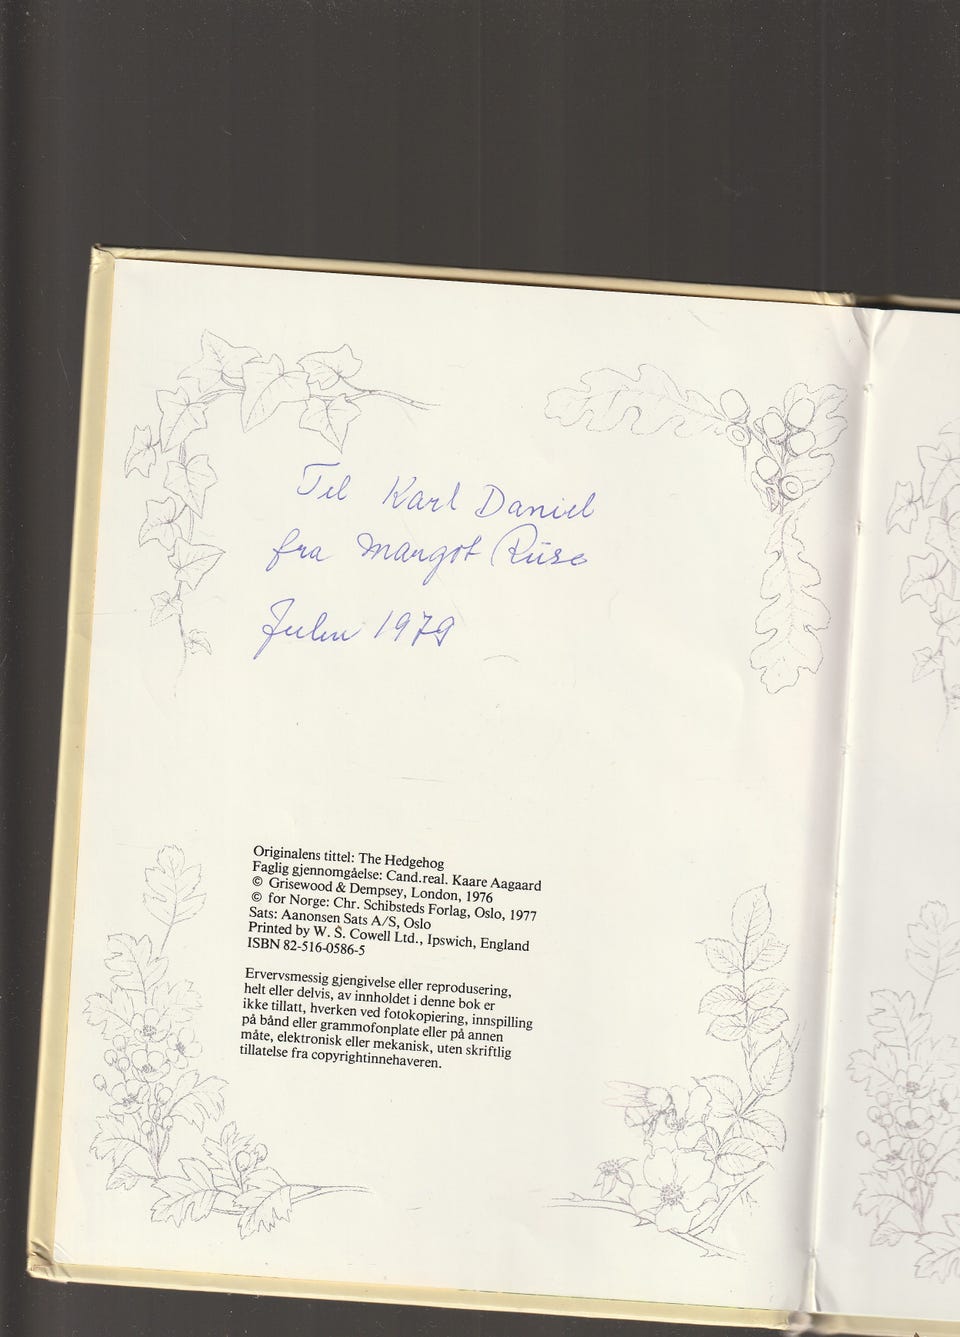 Til Karl Daniel
fra Margot Riise
Julen 1979
Originalens tittel: The Hedgehog
Faglig gjennomgåelse: Cand.real. Kaare Aagaard
© Grisewood & Dempsey, London, 1976
© for Norge: Chr. Schibsteds Forlag, Oslo, 1977
Sats: Aanonsen Sats A/S, Oslo
Printed by W. S. Cowell Ltd., Ipswich, England
ISBN 82-516-0586-5
Ervervsmessig gjengivelse eller reprodusering,
helt eller delvis, av innholdet i denne bok er
ikke tillatt, hverken ved fotokopiering, innspilling
på bånd eller grammofonplate eller på annen
måte, elektronisk eller mekanisk, uten skriftlig
tillatelse fra copyrightinnehaveren.